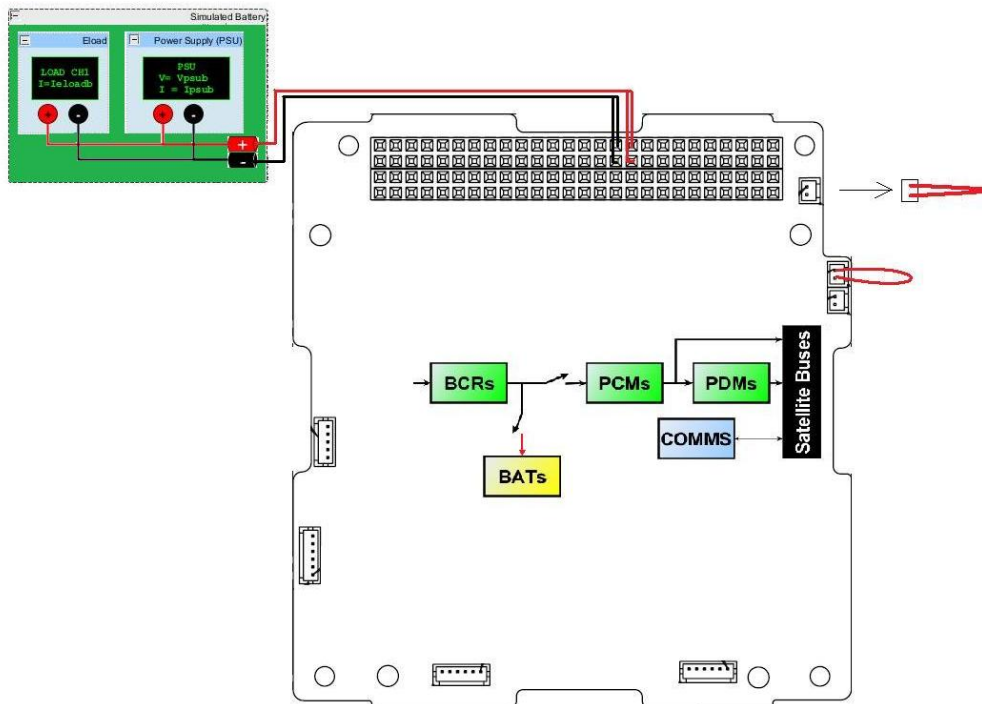 Simulated Battery
Eload
Power Supply (PSU)
LOAD CH1
I=Ieloadb
PSU
V= Vpsub
I = Ipsub
+
-
+
-
+
-
BCRs
PCMs
PDMs
Satellite Buses
COMMS
BATs